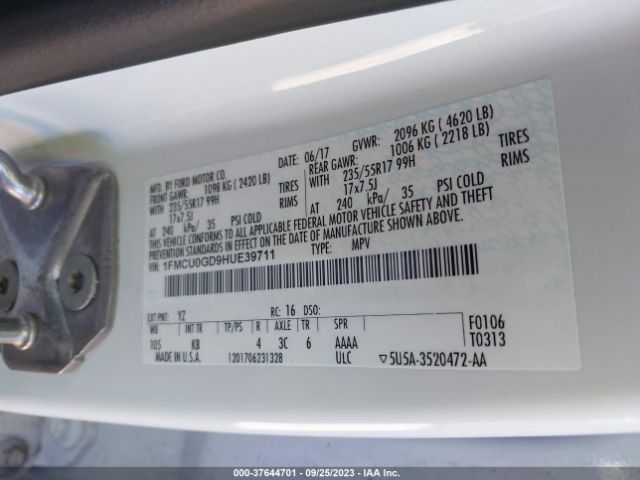 MFD. BY FORD MOTOR CO.
DATE: 06/17 GVWR: 2096 KG ( 4620 LB)
FRONT GAWR: 1098 KG ( 2420 LB) REAR GAWR: 1006 KG ( 2218 LB)
WITH 235/55R17 99H TIRES WITH 235/55R17 99H TIRES
17x7.5J RIMS 17x7.5J RIMS
AT 240 kPa/ 35 PSI COLD AT 240 kPa/ 35 PSI COLD
THIS VEHICLE CONFORMS TO ALL APPLICABLE FEDERAL MOTOR VEHICLE SAFETY AND THEFT
PREVENTION STANDARDS IN EFFECT ON THE DATE OF MANUFACTURE SHOWN ABOVE.
VIN: 1FMCU0GD9HUE39711 TYPE: MPV
EXT PNT: YZ RC: 16 DSO: F0106
WB INT TR TP/PS R AXLE TR SPR T0313
105 KB 4 3C 6 AAAA
MADE IN U.S.A. 1201706231328 ULC ▽5U5A-3520472-AA
000-37644701 - 09/25/2023 - IAA Inc.